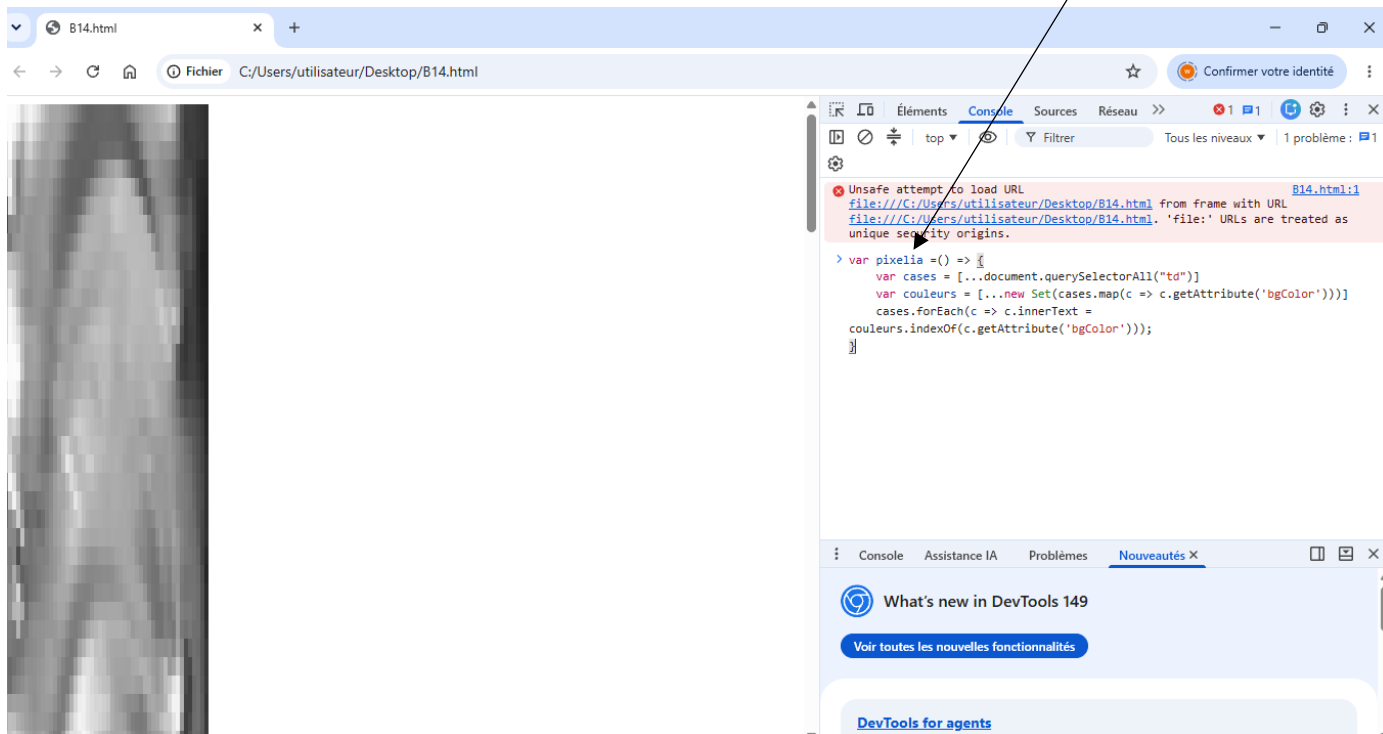 B14.html
Fichier C:/Users/utilisateur/Desktop/B14.html Confirmer votre identité
Éléments Console Sources Réseau 1 1
top Filtrer Tous les niveaux 1 problème : 1
Unsafe attempt to load URL B14.html:1
file:///C:/Users/utilisateur/Desktop/B14.html from frame with URL
file:///C:/Users/utilisateur/Desktop/B14.html. 'file:' URLs are treated as
unique security origins.
> var pixelia =() => {
var cases = [...document.querySelectorAll("td")]
var couleurs = [...new Set(cases.map(c => c.getAttribute('bgColor')))]
cases.forEach(c => c.innerText =
couleurs.indexOf(c.getAttribute('bgColor')));
}
Console Assistance IA Problèmes Nouveautés
What's new in DevTools 149
Voir toutes les nouvelles fonctionnalités
DevTools for agents